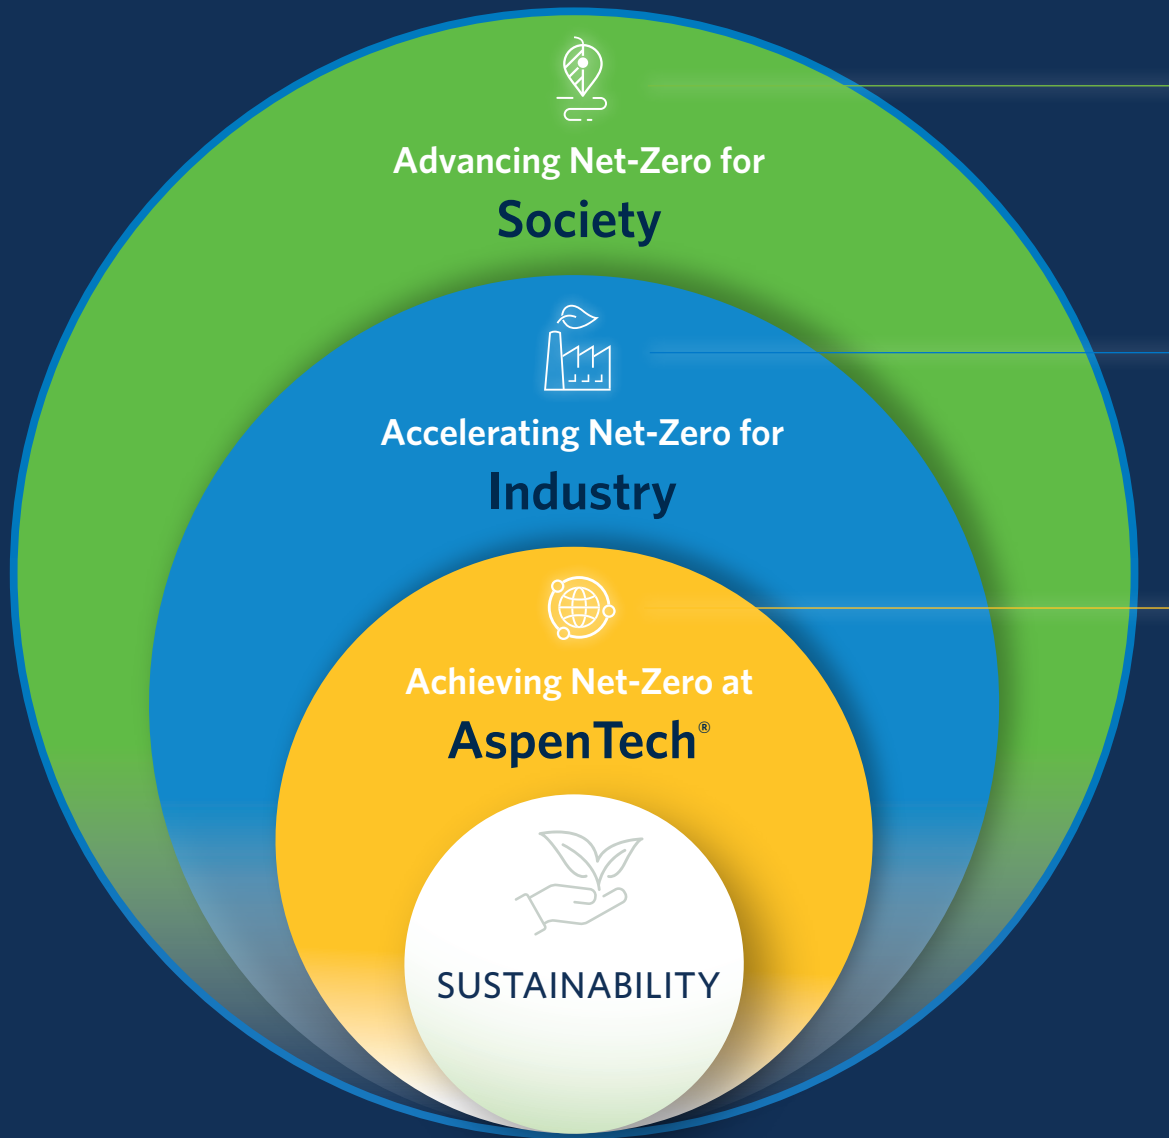 Advancing Net-Zero for
Society
Accelerating Net-Zero for
Industry
Achieving Net-Zero at
AspenTech®
SUSTAINABILITY